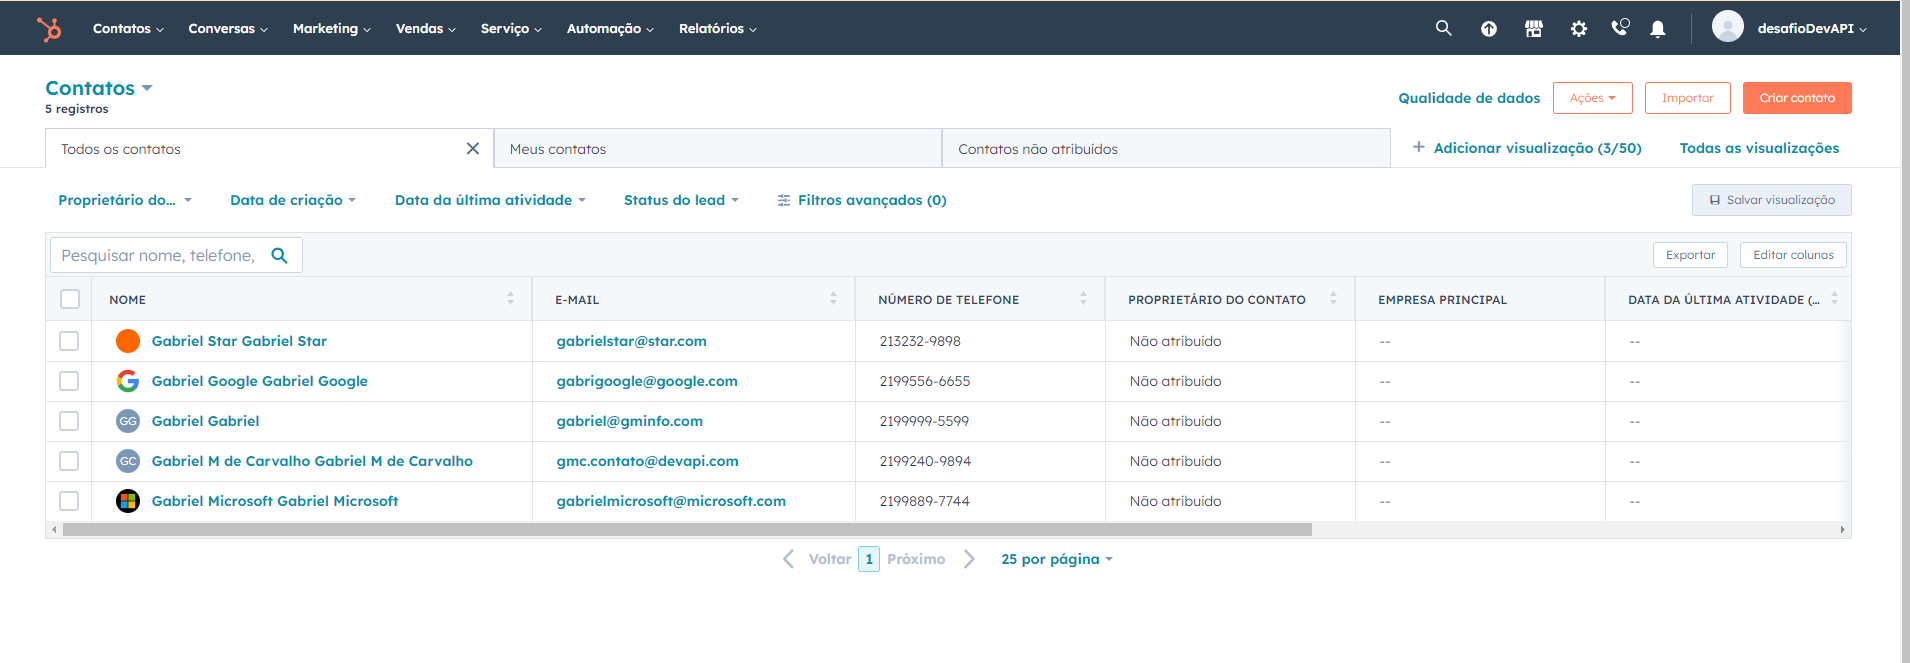 Contatos Conversas Marketing Vendas Serviço Automação Relatórios desafioDevAPI
Contatos
5 registros
Qualidade de dados Ações Importar Criar contato
Todos os contatos Meus contatos Contatos não atribuídos + Adicionar visualização (3/50) Todas as visualizações
Proprietário do... Data de criação Data da última atividade Status do lead Filtros avançados (0) Salvar visualização
Pesquisar nome, telefone, Exportar Editar colunas
NOME E-MAIL NÚMERO DE TELEFONE PROPRIETÁRIO DO CONTATO EMPRESA PRINCIPAL DATA DA ÚLTIMA ATIVIDADE (...
Gabriel Star Gabriel Star gabrielstar@star.com 213232-9898 Não atribuído -- --
Gabriel Google Gabriel Google gabrigoogle@google.com 2199556-6655 Não atribuído -- --
GG Gabriel Gabriel gabriel@gminfo.com 2199999-5599 Não atribuído -- --
GC Gabriel M de Carvalho Gabriel M de Carvalho gmc.contato@devapi.com 2199240-9894 Não atribuído -- --
Gabriel Microsoft Gabriel Microsoft gabrielmicrosoft@microsoft.com 2199889-7744 Não atribuído -- --
Voltar 1 Próximo 25 por página